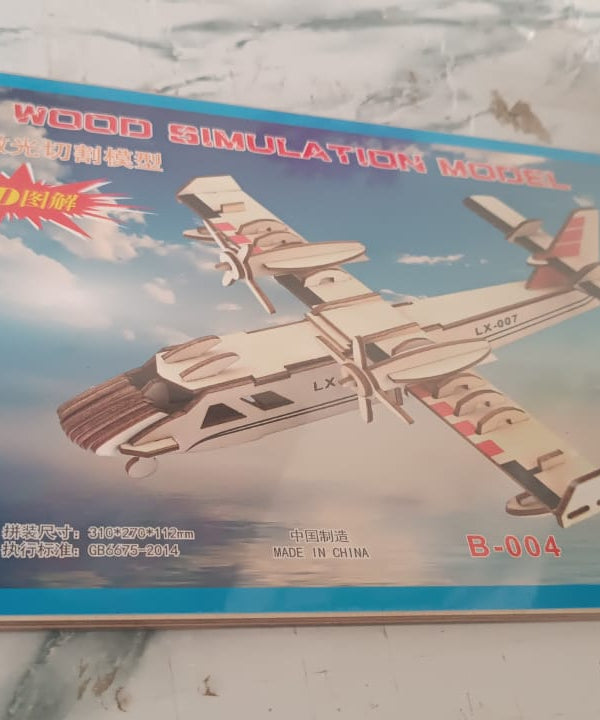 WOOD SIMULATION MODEL
激光切割模型
D图解
LX-007
LX-
拼装尺寸: 310*270*112mm
执行标准: GB6675-2014
中国制造
MADE IN CHINA
B-004